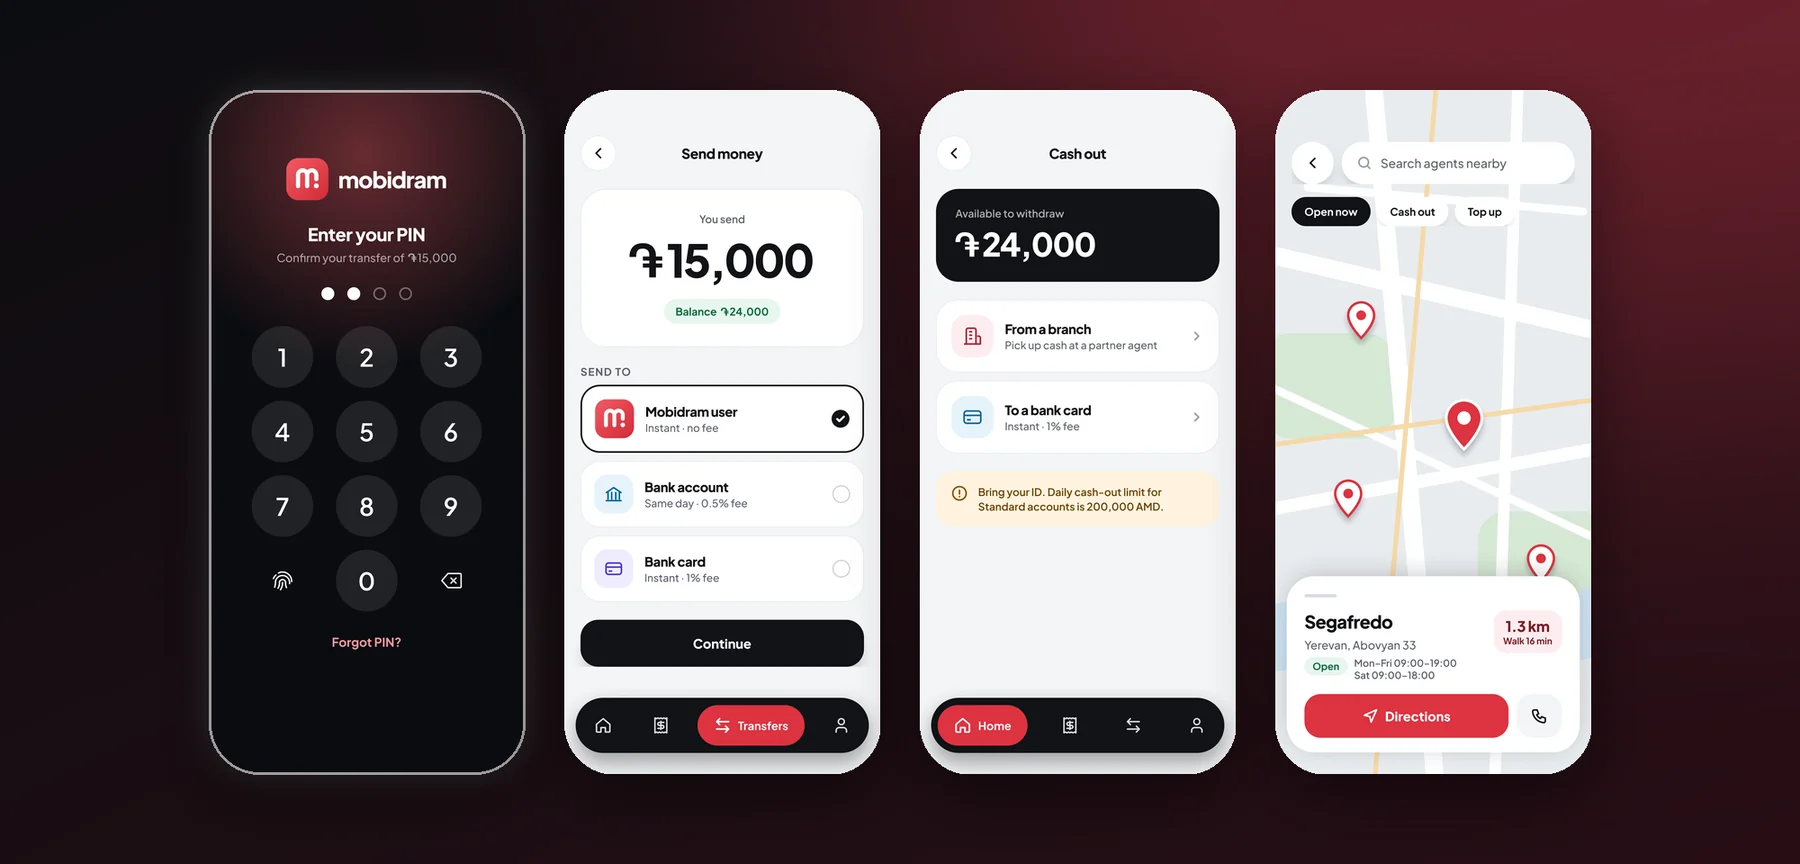 m.
mobidram
Enter your PIN
Confirm your transfer of ֏15,000
1
2
3
4
5
6
7
8
9
0
Forgot PIN?
Send money
You send
֏15,000
Balance ֏24,000
SEND TO
m.
Mobidram user
Instant · no fee
Bank account
Same day · 0.5% fee
Bank card
Instant · 1% fee
Continue
Transfers
Cash out
Available to withdraw
֏24,000
From a branch
Pick up cash at a partner agent
To a bank card
Instant · 1% fee
Bring your ID. Daily cash-out limit for
Standard accounts is 200,000 AMD.
Home
Search agents nearby
Open now
Cash out
Top up
Segafredo
Yerevan, Abovyan 33
1.3 km
Walk 16 min
Open
Mon–Fri 09:00–19:00
Sat 09:00–18:00
Directions